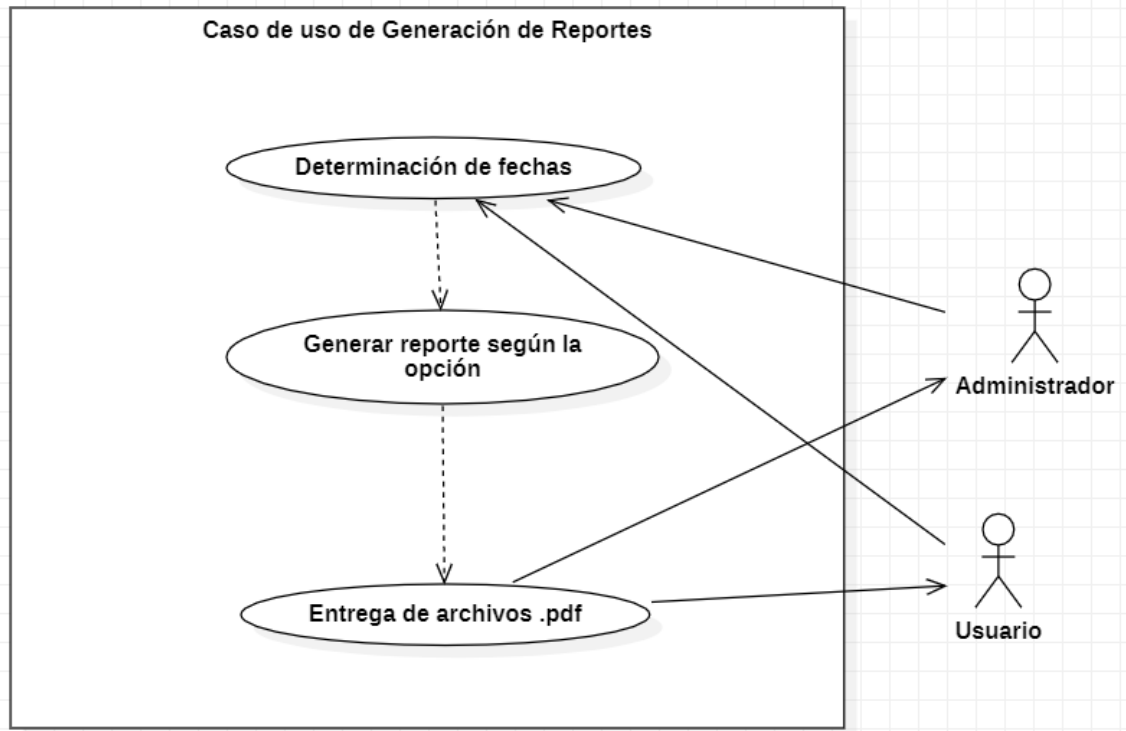 Caso de uso de Generación de Reportes
Determinación de fechas
Generar reporte según la
opción
Administrador
Entrega de archivos .pdf
Usuario